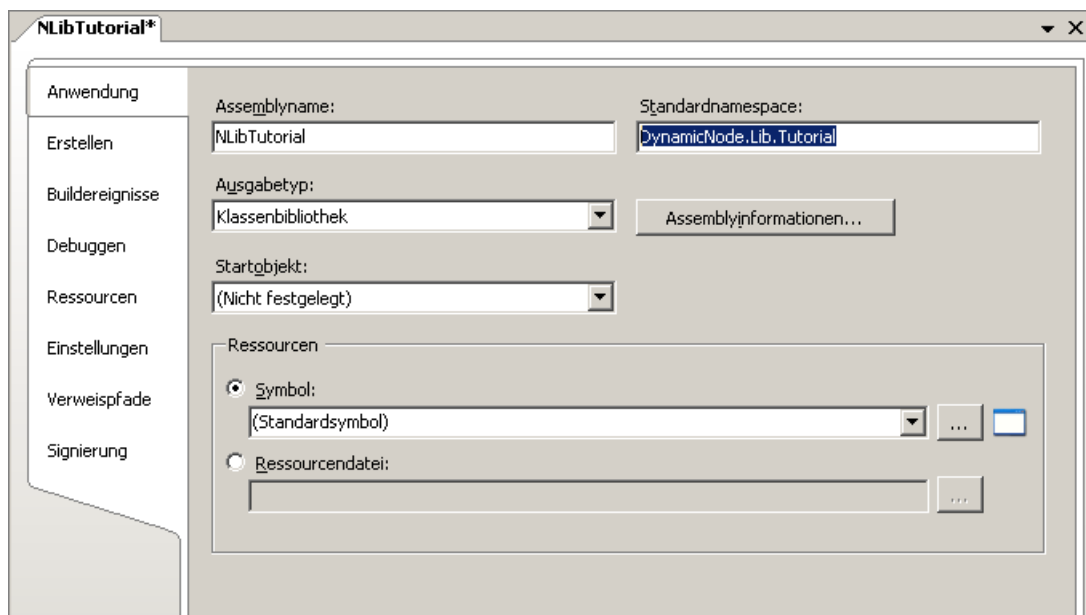 NLibTutorial*
Anwendung
Erstellen
Buildereignisse
Debuggen
Ressourcen
Einstellungen
Verweispfade
Signierung
Assemblyname:
Standardnamespace:
NLibTutorial
DynamicNode.Lib.Tutorial
Ausgabetyp:
Klassenbibliothek
Assemblyinformationen...
Startobjekt:
(Nicht festgelegt)
Ressourcen
Symbol:
(Standardsymbol)
...
Ressourcendatei:
...